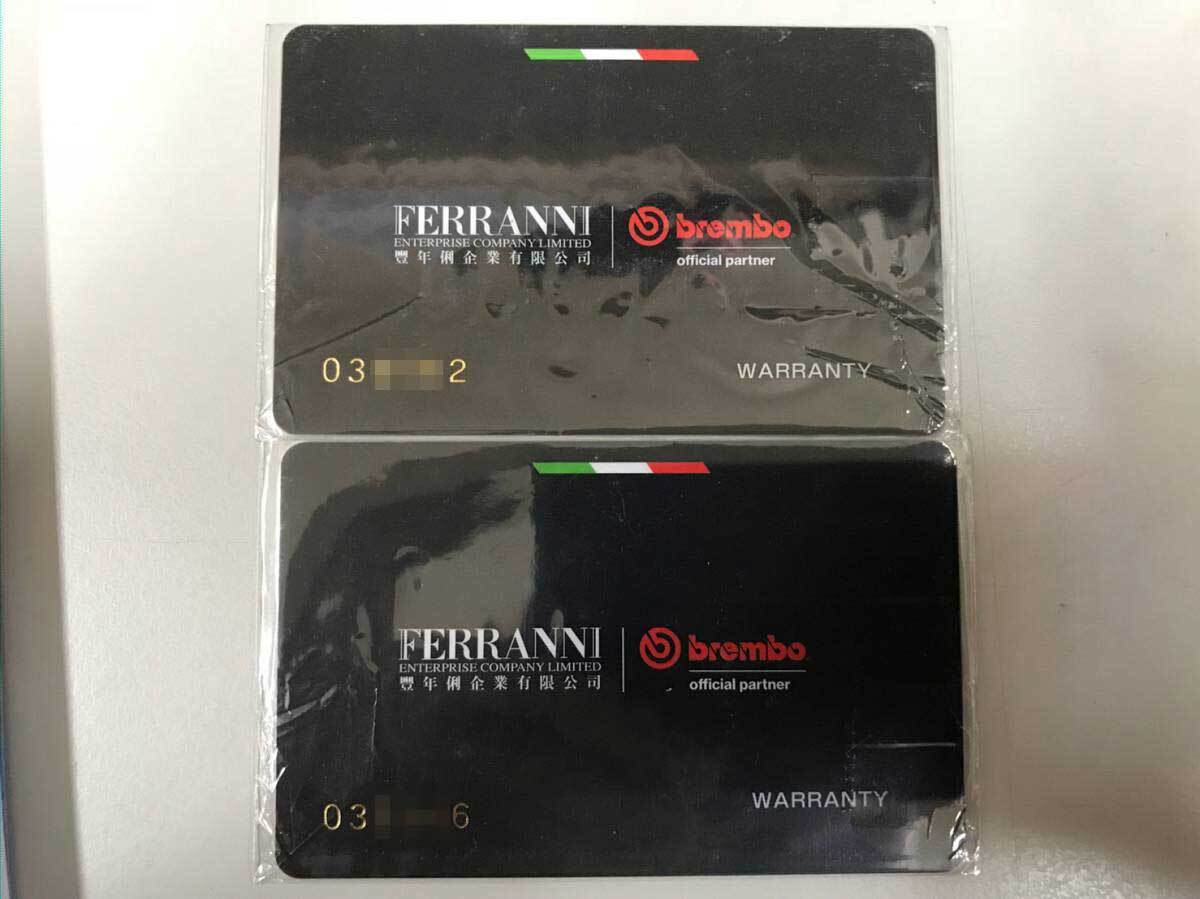 FERRANNI
ENTERPRISE COMPANY LIMITED
豐年俐企業有限公司
brembo
official partner
03 2
WARRANTY
FERRANNI
ENTERPRISE COMPANY LIMITED
豐年俐企業有限公司
brembo
official partner
03 6
WARRANTY